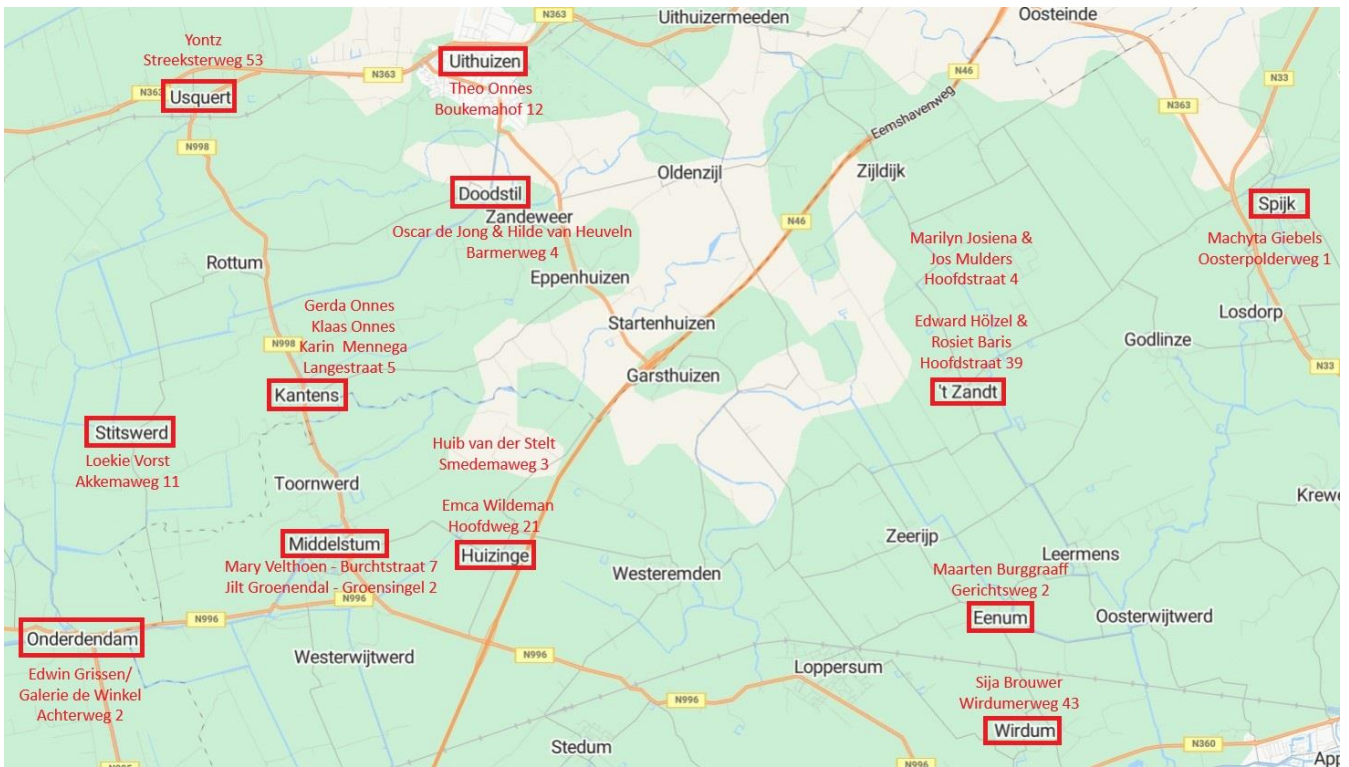 N363
Uithuizermeeden
Oosteinde
Yontz
Streeksterweg 53
Uithuizen
N363
N363
Usquert
Theo Onnes
Boukemahof 12
N46
N33
N363
Eemshavenweg
N998
Oldenzijl
Zijldijk
Doodstil
Zandeweer
Spijk
Oscar de Jong & Hilde van Heuveln
Barmerweg 4
N46
Marilyn Josiena &
Jos Mulders
Hoofdstraat 4
Machyta Giebels
Oosterpolderweg 1
Rottum
Eppenhuizen
Gerda Onnes
Klaas Onnes
Karin Mennega
Langestraat 5
N998
Startenhuizen
Edward Hölzel &
Rosiet Baris
Hoofdstraat 39
Losdorp
Godlinze
N33
Garsthuizen
Kantens
't Zandt
Stitswerd
Loekie Vorst
Akkemaweg 11
Huib van der Stelt
Smedemaweg 3
Toornwerd
Emca Wildeman
Hoofdweg 21
Krewe
Middelstum
Mary Velthoen - Burchtstraat 7
Jilt Groenendal - Groensingel 2
Huizinge
Westeremden
Zeerijp
Leermens
Maarten Burggraaff
Gerichtsweg 2
Eenum
Oosterwijtwerd
N996
N996
Onderdendam
Westerwijtwerd
N996
Loppersum
Edwin Grissen/
Galerie de Winkel
Achterweg 2
Sija Brouwer
Wirdumerweg 43
N996
Wirdum
Stedum
N360
App
N996